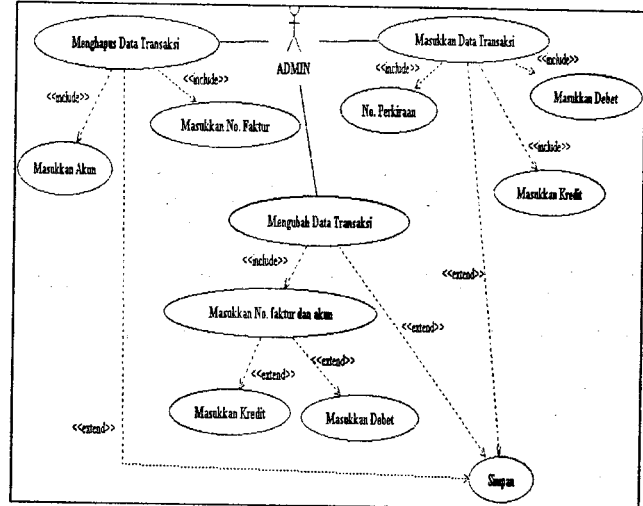 Menghapus Data Transaksi
Masukkan Data Transaksi
ADMIN
<<include>>
<<include>>
<<include>>
<<include>>
Masukkan Debet
No. Perkiraan
Masukkan No. Faktur
<<include>>
Masukkan Akun
Masukkan Kredit
Mengubah Data Transaksi
<<include>>
<<extend>>
Masukkan No. faktur dan akun
<<extend>>
<<extend>>
<<extend>>
Masukkan Kredit
Masukkan Debet
<<extend>>
Simpan